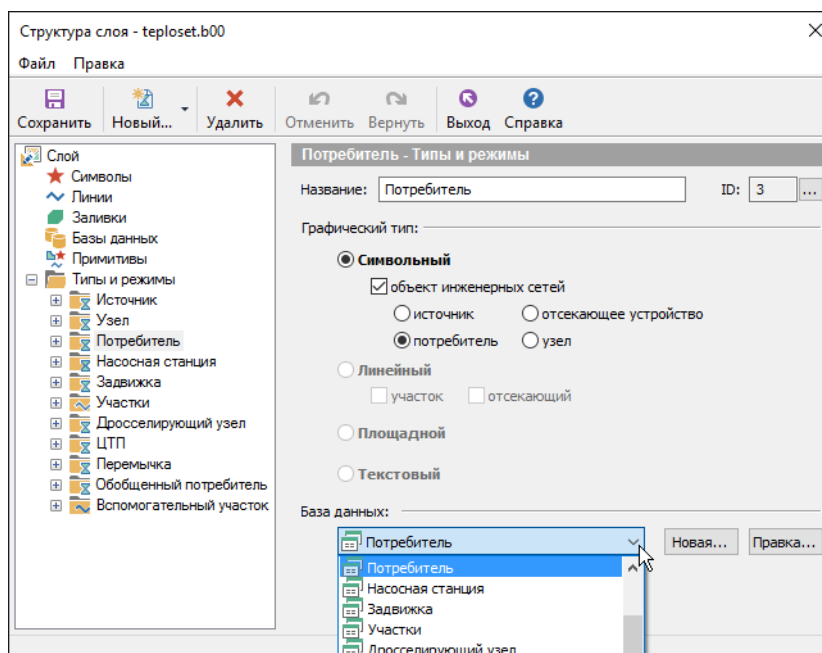 Структура слоя - teploset.b00
Файл Правка
Сохранить Новый... Удалить Отменить Вернуть Выход Справка
Слой
Символы
Линии
Заливки
Базы данных
Примитивы
Типы и режимы
Источник
Узел
Потребитель
Насосная станция
Задвижка
Участки
Дросселирующий узел
ЦТП
Перемычка
Обобщенный потребитель
Вспомогательный участок
Потребитель - Типы и режимы
Название: Потребитель ID: 3 ...
Графический тип:
Символьный
объект инженерных сетей
источник отсекающее устройство
потребитель узел
Линейный
участок отсекающий
Площадной
Текстовый
База данных:
Потребитель Новая... Правка...
Потребитель
Насосная станция
Задвижка
Участки
Дросселирующий узел